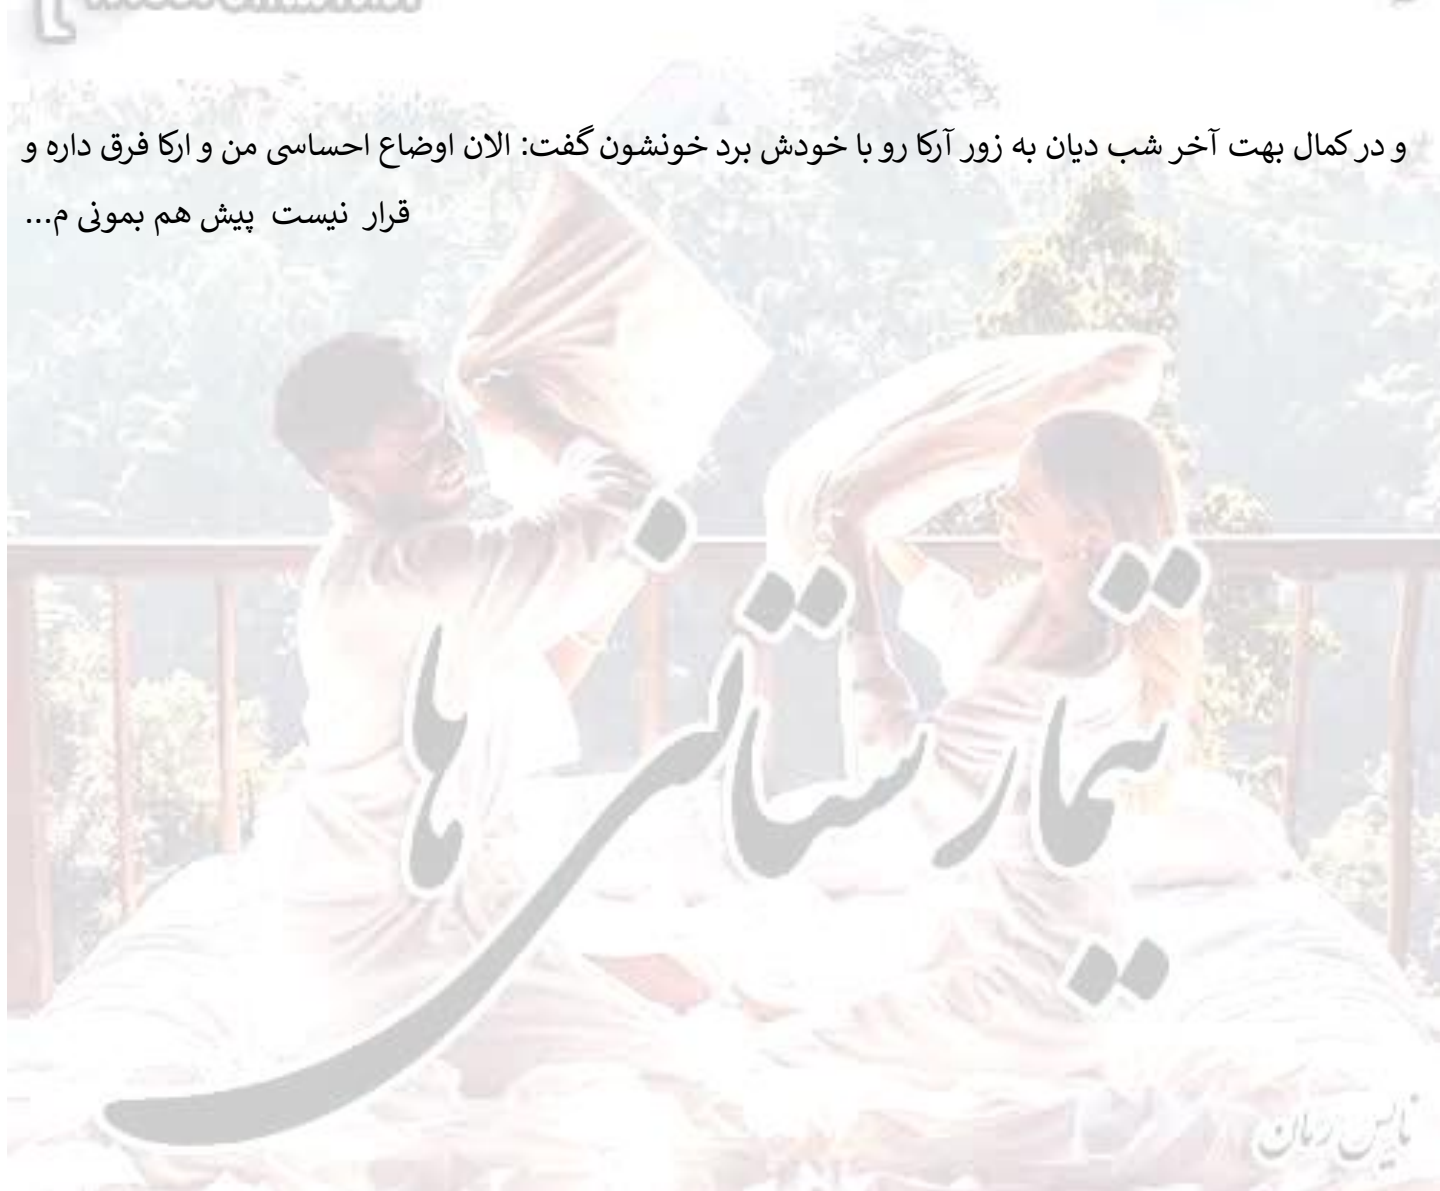 و در کمال بهت آخر شب دیان به زور آرکا رو با خودش برد خونشون گفت: الان اوضاع احساسی من و ارکا فرق داره و
قرار نیست پیش هم بمونی م...
تیمارستانی ها
نایس رمان